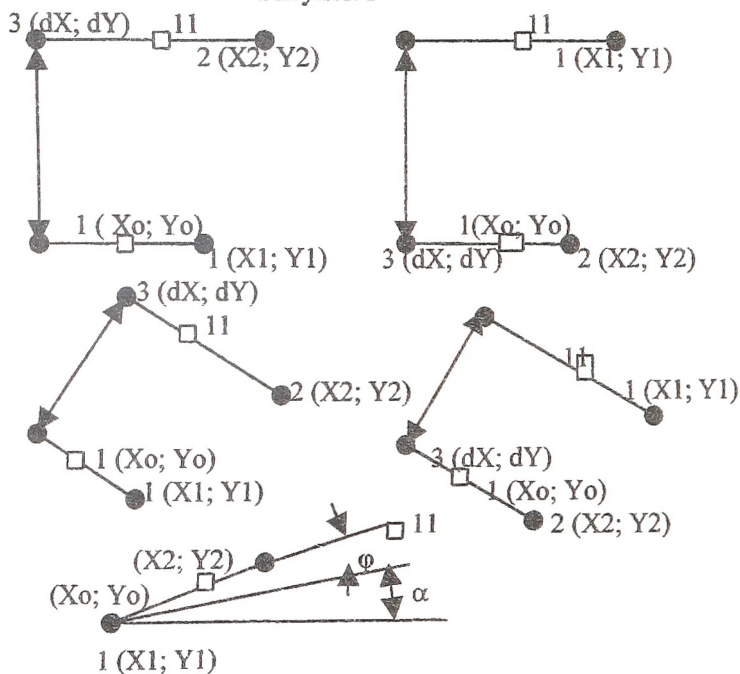 3 (dX; dY)
11
2 (X2; Y2)
1 ( Xo; Yo)
1 (X1; Y1)
11
1 (X1; Y1)
1(Xo; Yo)
3 (dX; dY)
2 (X2; Y2)
3 (dX; dY)
11
2 (X2; Y2)
1 (Xo; Yo)
1 (X1; Y1)
11
1 (X1; Y1)
3 (dX; dY)
1 (Xo; Yo)
2 (X2; Y2)
11
(X2; Y2)
φ
(Xo; Yo)
α
1 (X1; Y1)